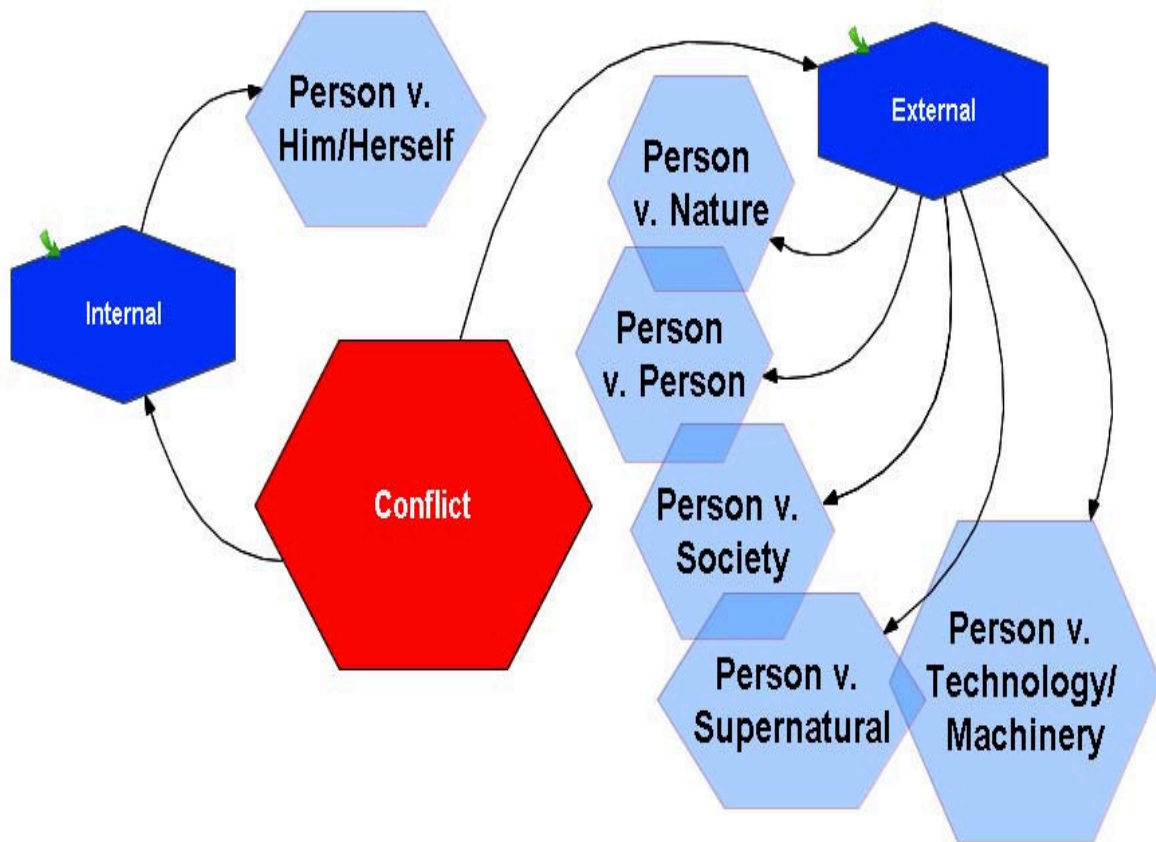 Person v.
Him/Herself
External
Person
v. Nature
Internal
Person
v. Person
Conflict
Person v.
Society
Person v.
Supernatural
Person v.
Technology/
Machinery